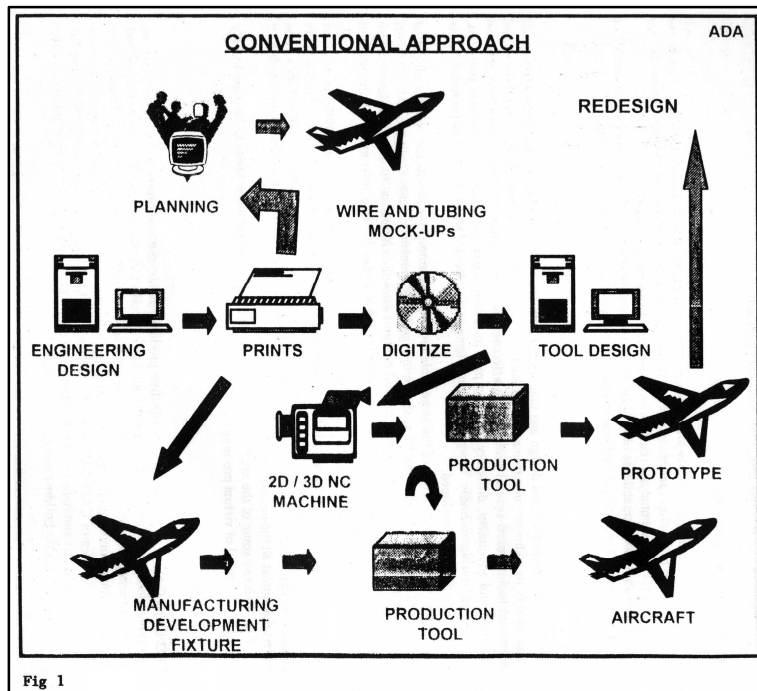 CONVENTIONAL APPROACH
ADA
REDESIGN
PLANNING
WIRE AND TUBING
MOCK-UPs
ENGINEERING
DESIGN
PRINTS
DIGITIZE
TOOL DESIGN
2D / 3D NC
MACHINE
PRODUCTION
TOOL
PROTOTYPE
MANUFACTURING
DEVELOPMENT
FIXTURE
PRODUCTION
TOOL
AIRCRAFT
Fig 1